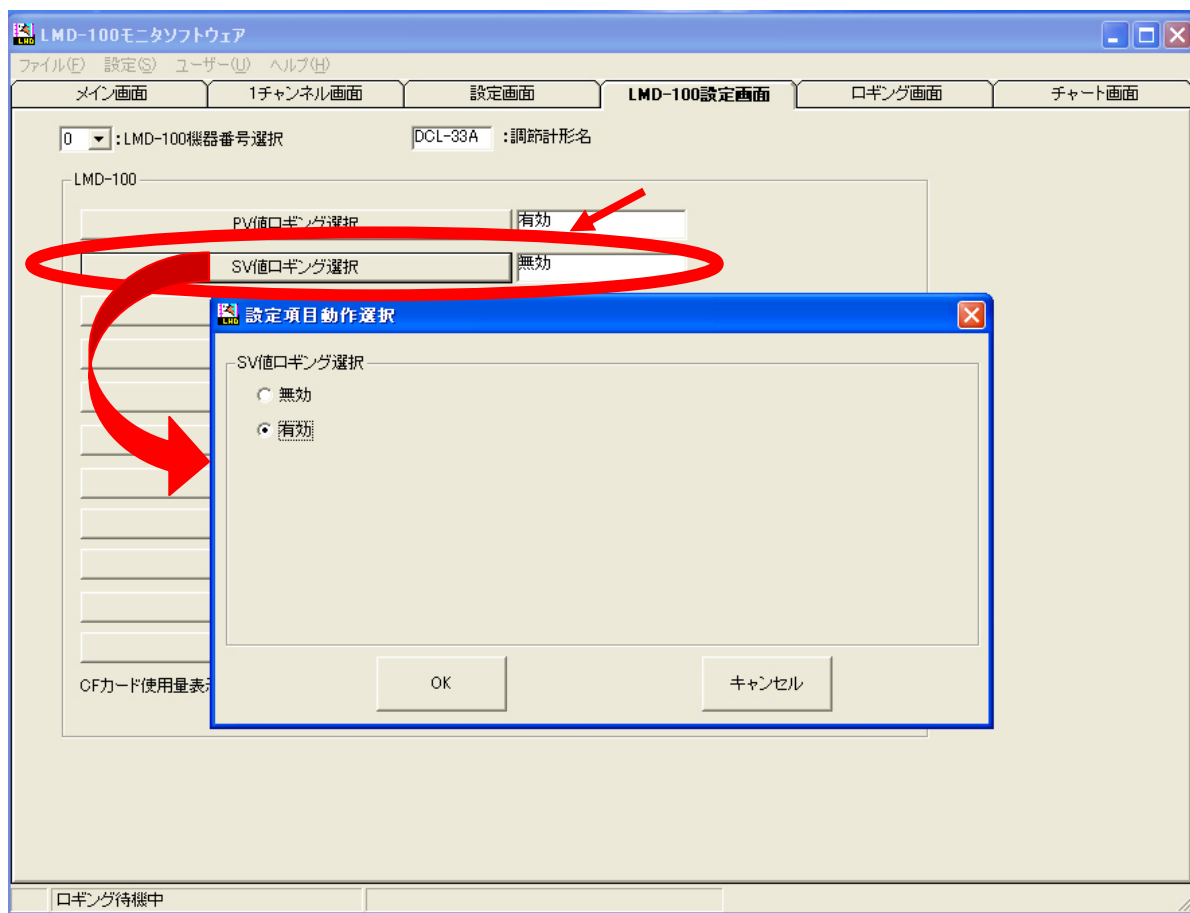 LMD-100モニタソフトウェア
ファイル(F) 設定(S) ユーザー(U) ヘルプ(H)
メイン画面 1チャンネル画面 設定画面 LMD-100設定画面 ロギング画面 チャート画面
0 :LMD-100機器番号選択 DCL-33A :調節計形名
LMD-100
PV値ロギング選択 有効
SV値ロギング選択 無効
設定項目動作選択
SV値ロギング選択
無効
有効
OK キャンセル
CFカード使用量表
ロギング待機中